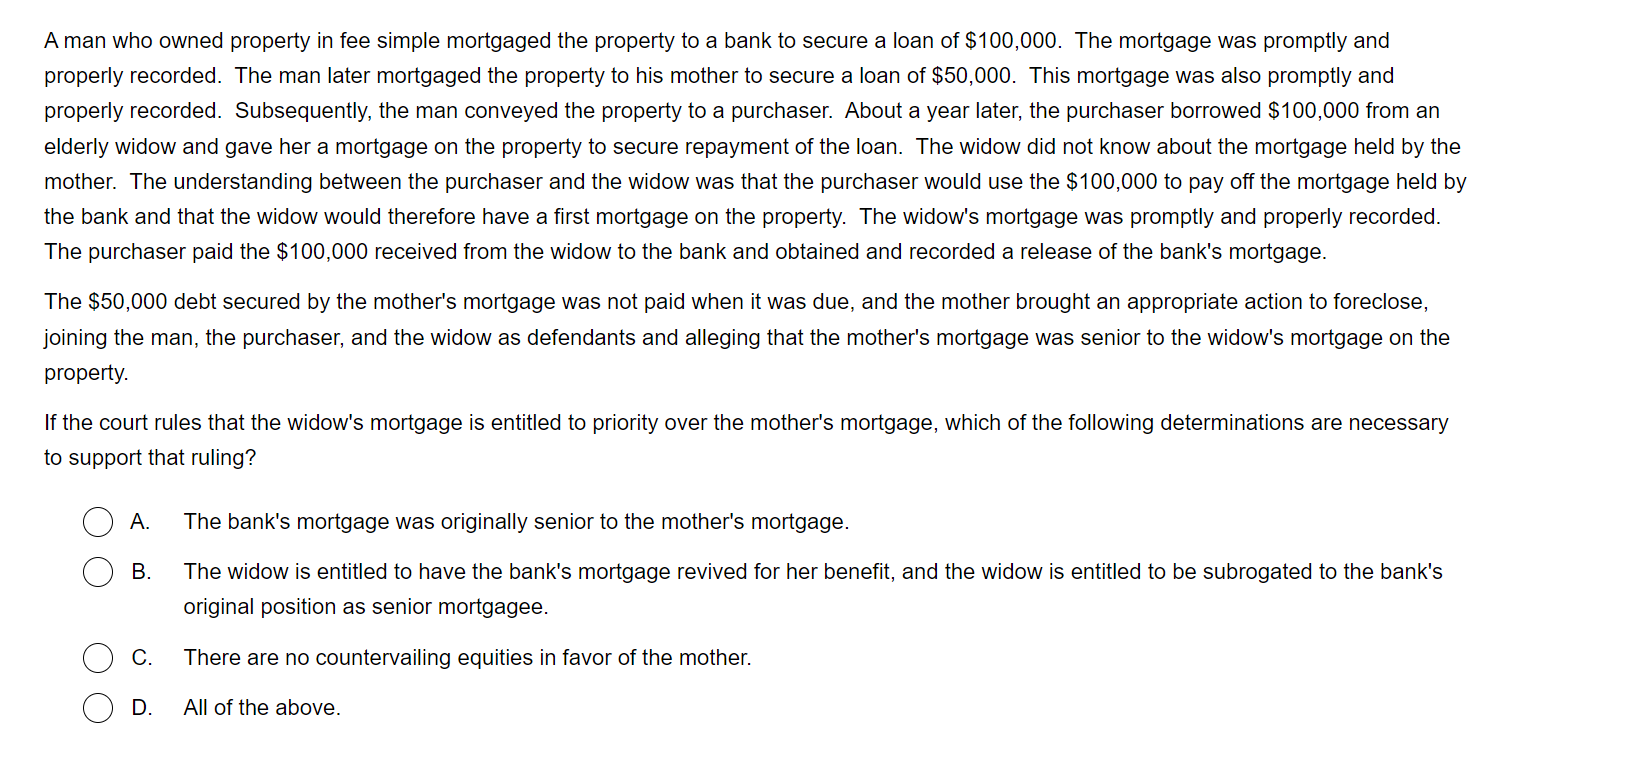 A man who owned property in fee simple mortgaged the property to a bank to secure a loan of $100,000.  The mortgage was promptly and
properly recorded.  The man later mortgaged the property to his mother to secure a loan of $50,000.  This mortgage was also promptly and
properly recorded.  Subsequently, the man conveyed the property to a purchaser.  About a year later, the purchaser borrowed $100,000 from an
elderly widow and gave her a mortgage on the property to secure repayment of the loan.  The widow did not know about the mortgage held by the
mother.  The understanding between the purchaser and the widow was that the purchaser would use the $100,000 to pay off the mortgage held by
the bank and that the widow would therefore have a first mortgage on the property.  The widow's mortgage was promptly and properly recorded.
The purchaser paid the $100,000 received from the widow to the bank and obtained and recorded a release of the bank's mortgage.
The $50,000 debt secured by the mother's mortgage was not paid when it was due, and the mother brought an appropriate action to foreclose,
joining the man, the purchaser, and the widow as defendants and alleging that the mother's mortgage was senior to the widow's mortgage on the
property.
If the court rules that the widow's mortgage is entitled to priority over the mother's mortgage, which of the following determinations are necessary
to support that ruling?
A. The bank's mortgage was originally senior to the mother's mortgage.
B. The widow is entitled to have the bank's mortgage revived for her benefit, and the widow is entitled to be subrogated to the bank's
original position as senior mortgagee.
C. There are no countervailing equities in favor of the mother.
D. All of the above.